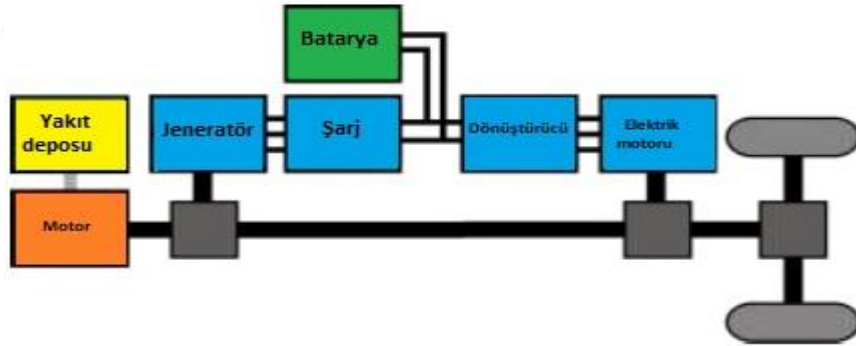 Batarya
Yakıt
deposu
Jeneratör
Şarj
Dönüştürücü
Elektrik
motoru
Motor